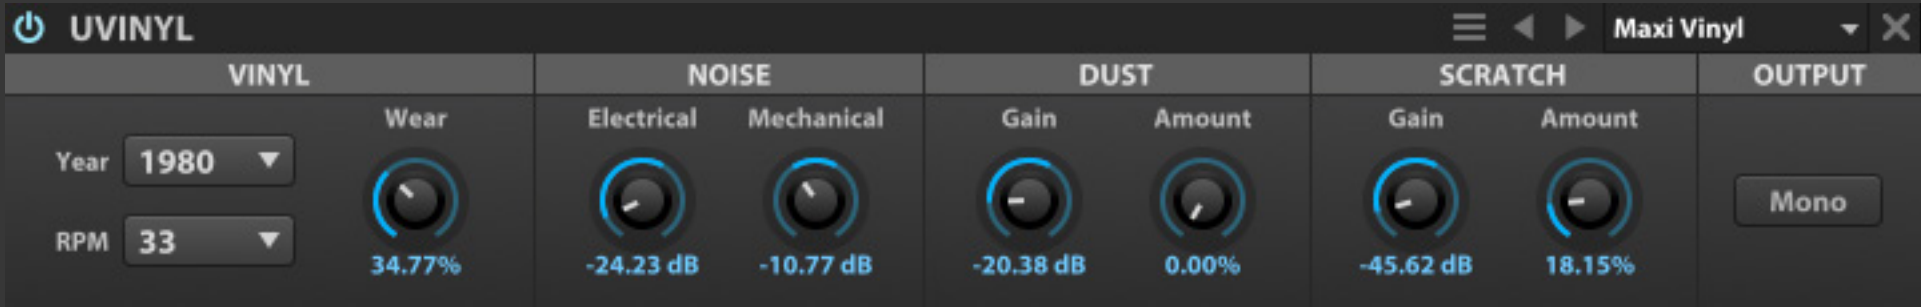 UVINYL
Maxi Vinyl
VINYL
NOISE
DUST
SCRATCH
OUTPUT
Wear
Electrical
Mechanical
Gain
Amount
Gain
Amount
Year
1980
RPM
33
Mono
34.77%
-24.23 dB
-10.77 dB
-20.38 dB
0.00%
-45.62 dB
18.15%